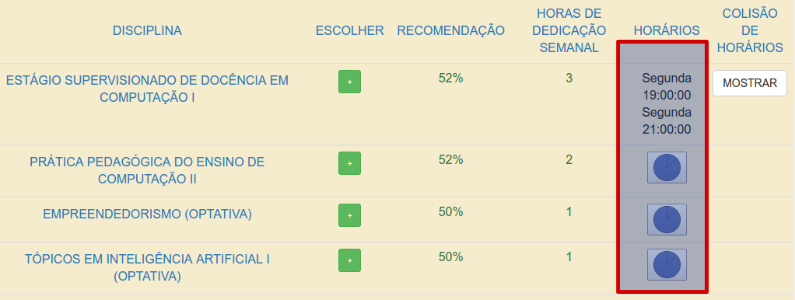 DISCIPLINA ESCOLHER RECOMENDAÇÃO HORAS DE DEDICAÇÃO SEMANAL HORÁRIOS COLISÃO DE HORÁRIOS
ESTÁGIO SUPERVISIONADO DE DOCÊNCIA EM
COMPUTAÇÃO I
+
52%
3
Segunda
19:00:00
Segunda
21:00:00
MOSTRAR
PRÁTICA PEDAGÓGICA DO ENSINO DE
COMPUTAÇÃO II
+
52%
2
EMPREENDEDORISMO (OPTATIVA)
+
50%
1
TÓPICOS EM INTELIGÊNCIA ARTIFICIAL I
(OPTATIVA)
+
50%
1